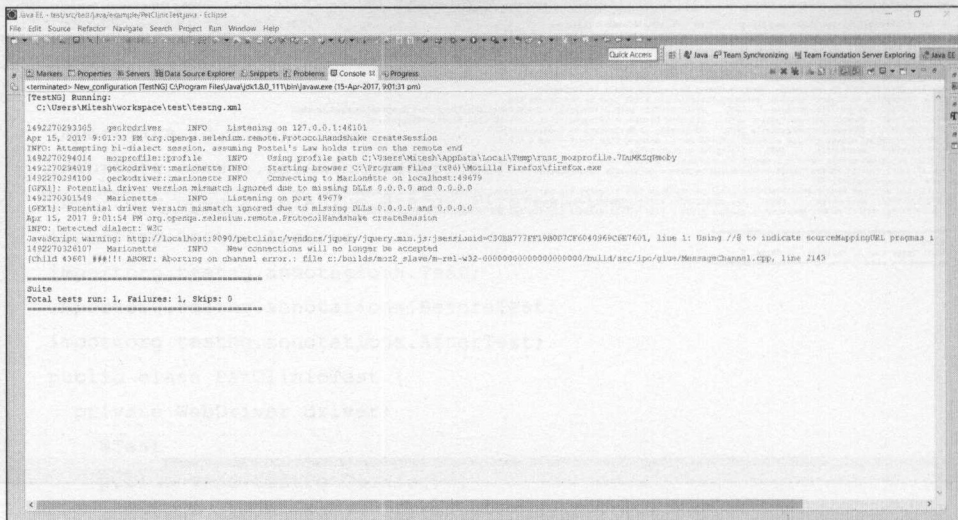 Java EE - test/src/test/java/example/PetClinicTest.java - Eclipse
File Edit Source Refactor Navigate Search Project Run Window Help
Quick Access Java Team Synchronizing Team Foundation Server Exploring Java EE
Markers Properties Servers Data Source Explorer Snippets Problems Console Progress
<terminated> New_configuration [TestNG] C:\Program Files\Java\jdk1.8.0_111\bin\javaw.exe (15-Apr-2017, 9:01:31 pm)
[TestNG] Running:
C:\Users\Mitesh\workspace\test\testng.xml
1492270293305 geckodriver INFO Listening on 127.0.0.1:48101
Apr 15, 2017 9:01:33 PM org.openqa.selenium.remote.ProtocolHandshake createSession
INFO: Attempting bi-dialect session, assuming Postel's Law holds true on the remote end
1492270294014 mozprofile::profile INFO Using profile path C:\Users\Mitesh\AppData\Local\Temp\rust_mozprofile.
1492270294019 geckodriver::marionette INFO Starting browser C:\Program Files (x86)\Mozilla Firefox\firefox.exe
1492270294100 geckodriver::marionette INFO Connecting to Marionette on localhost:49679
[GFX1]: Potential driver version mismatch ignored due to missing DLLs 0.0.0.0 and 0.0.0.0
1492270301549 Marionette INFO Listening on port 49679
[GFX1]: Potential driver version mismatch ignored due to missing DLLs 0.0.0.0 and 0.0.0.0
Apr 15, 2017 9:01:54 PM org.openqa.selenium.remote.ProtocolHandshake createSession
INFO: Detected dialect: W3C
JavaScript warning: http://localhost:9090/petclinic/vendors/jquery/jquery.min.js;jsessionid=C30BB777FF19B0D7CF6040969C6E7601, line 1: Using //@ to indicate sourceMappingURL pragmas i
1492270326107 Marionette INFO New connections will no longer be accepted
[Child 43601 ###!!! ABORT: Aborting on channel error.: file c:/builds/moz2_slave/m-rel-w32-00000000000000000000/build/src/ipc/glue/MessageChannel.cpp, line 2143
===============================================
Suite
Total tests run: 1, Failures: 1, Skips: 0
===============================================